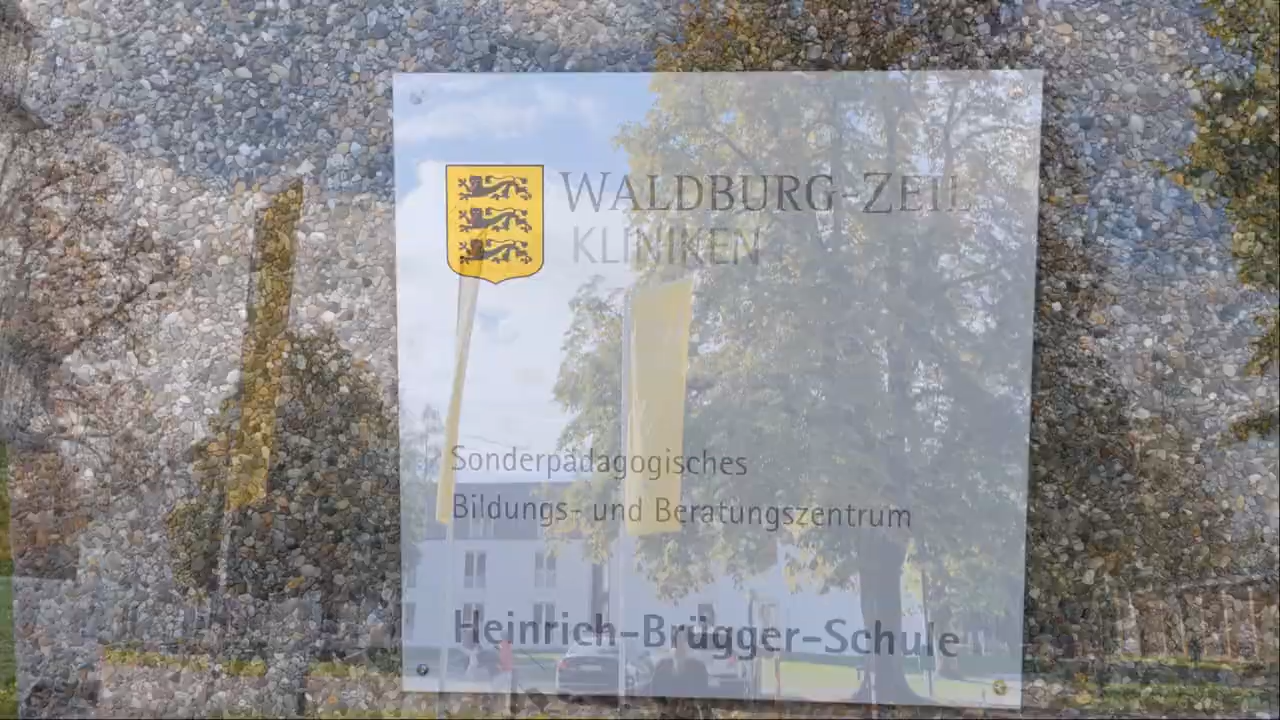 WALDBURG-ZEIL
KLINIKEN
Sonderpädagogisches
Bildungs- und Beratungszentrum
Heinrich-Brügger-Schule